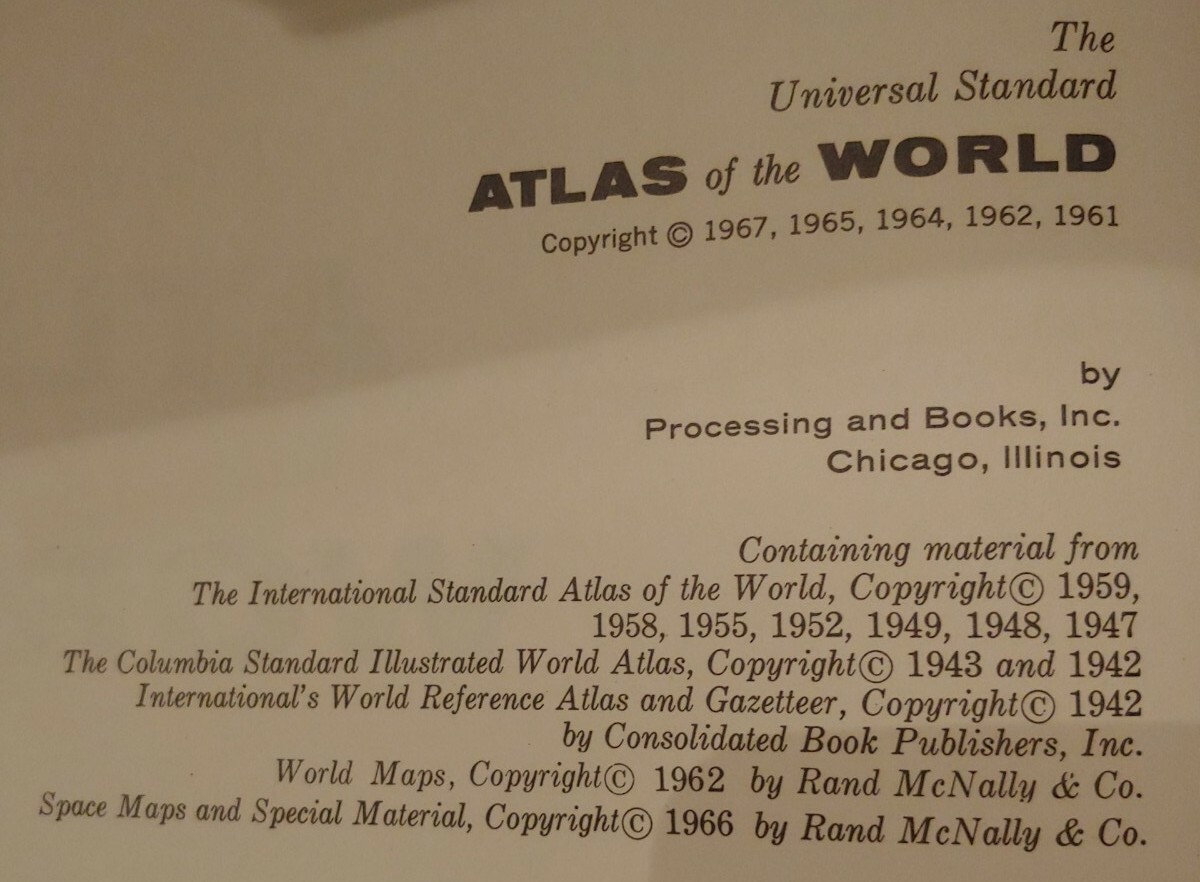 The
Universal Standard
ATLAS of the WORLD
Copyright © 1967, 1965, 1964, 1962, 1961
by
Processing and Books, Inc.
Chicago, Illinois
Containing material from
The International Standard Atlas of the World, Copyright© 1959,
1958, 1955, 1952, 1949, 1948, 1947
The Columbia Standard Illustrated World Atlas, Copyright© 1943 and 1942
International's World Reference Atlas and Gazetteer, Copyright© 1942
by Consolidated Book Publishers, Inc.
World Maps, Copyright© 1962 by Rand McNally & Co.
Space Maps and Special Material, Copyright© 1966 by Rand McNally & Co.